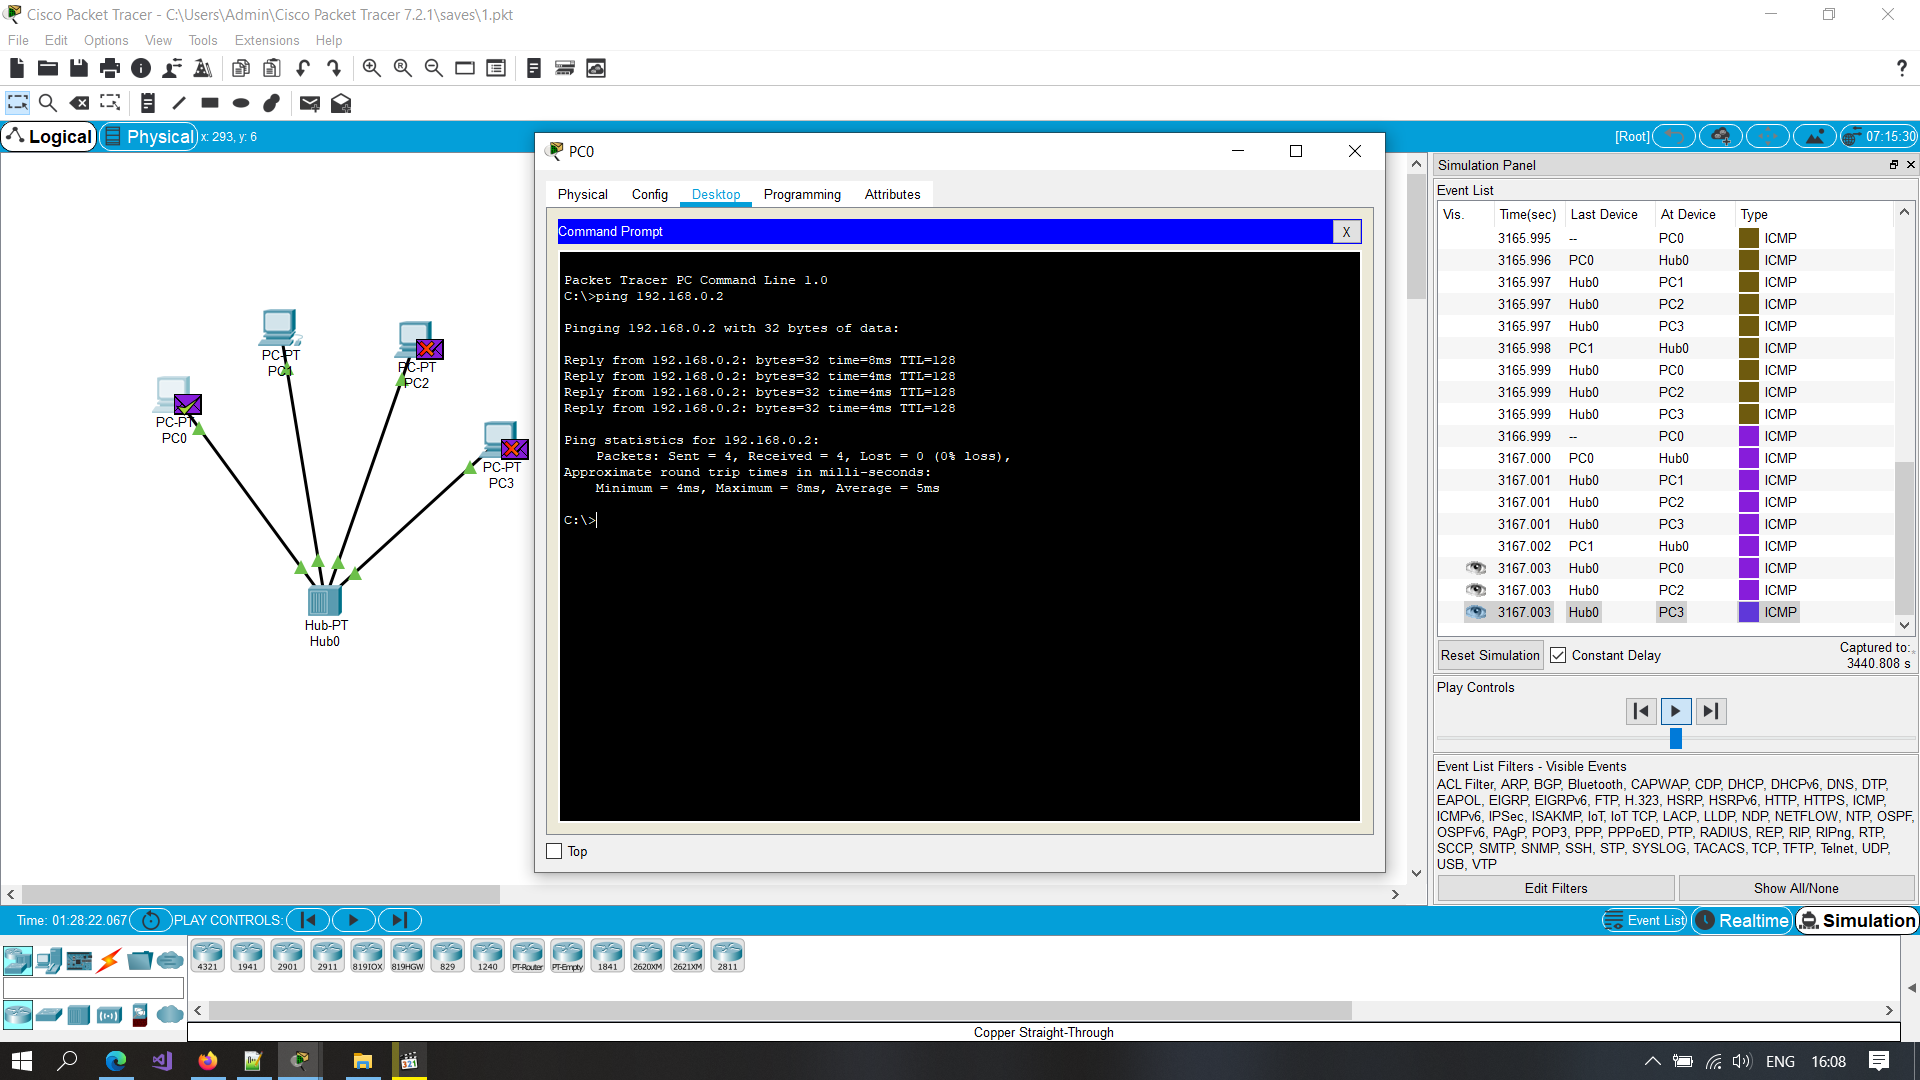 Cisco Packet Tracer - C:\Users\Admin\Cisco Packet Tracer 7.2.1\saves\1.pkt
File Edit Options View Tools Extensions Help
Logical Physical x: 293, y: 6 [Root] 07:15:30
PC-PT
PC1
PC-PT
PC2
PC-PT
PC0
PC-PT
PC3
Hub-PT
Hub0
PC0
Physical Config Desktop Programming Attributes
Command Prompt X
Packet Tracer PC Command Line 1.0
C:\>ping 192.168.0.2
Pinging 192.168.0.2 with 32 bytes of data:
Reply from 192.168.0.2: bytes=32 time=8ms TTL=128
Reply from 192.168.0.2: bytes=32 time=4ms TTL=128
Reply from 192.168.0.2: bytes=32 time=4ms TTL=128
Reply from 192.168.0.2: bytes=32 time=4ms TTL=128
Ping statistics for 192.168.0.2:
Packets: Sent = 4, Received = 4, Lost = 0 (0% loss),
Approximate round trip times in milli-seconds:
Minimum = 4ms, Maximum = 8ms, Average = 5ms
C:\>
Top
Simulation Panel
Event List
Vis. Time(sec) Last Device At Device Type
3165.995 -- PC0 ICMP
3165.996 PC0 Hub0 ICMP
3165.997 Hub0 PC1 ICMP
3165.997 Hub0 PC2 ICMP
3165.997 Hub0 PC3 ICMP
3165.998 PC1 Hub0 ICMP
3165.999 Hub0 PC0 ICMP
3165.999 Hub0 PC2 ICMP
3165.999 Hub0 PC3 ICMP
3166.999 -- PC0 ICMP
3167.000 PC0 Hub0 ICMP
3167.001 Hub0 PC1 ICMP
3167.001 Hub0 PC2 ICMP
3167.001 Hub0 PC3 ICMP
3167.002 PC1 Hub0 ICMP
3167.003 Hub0 PC0 ICMP
3167.003 Hub0 PC2 ICMP
3167.003 Hub0 PC3 ICMP
Reset Simulation Constant Delay Captured to:
3440.808 s
Play Controls
Event List Filters - Visible Events
ACL Filter, ARP, BGP, Bluetooth, CAPWAP, CDP, DHCP, DHCPv6, DNS, DTP,
EAPOL, EIGRP, EIGRPv6, FTP, H.323, HSRP, HSRPv6, HTTP, HTTPS, ICMP,
ICMPv6, IPSec, ISAKMP, IoT, IoT TCP, LACP, LLDP, NDP, NETFLOW, NTP, OSPF,
OSPFv6, PAgP, POP3, PPP, PPPoED, PTP, RADIUS, REP, RIP, RIPng, RTP,
SCCP, SMTP, SNMP, SSH, STP, SYSLOG, TACACS, TCP, TFTP, Telnet, UDP,
USB, VTP
Edit Filters Show All/None
Time: 01:28:22.067 PLAY CONTROLS: Event List Realtime Simulation
4321 1941 2901 2911 819IOX 819HGW 829 1240 PT-Router PT-Empty 1841 2620XM 2621XM 2811
Copper Straight-Through
321 ENG 16:08